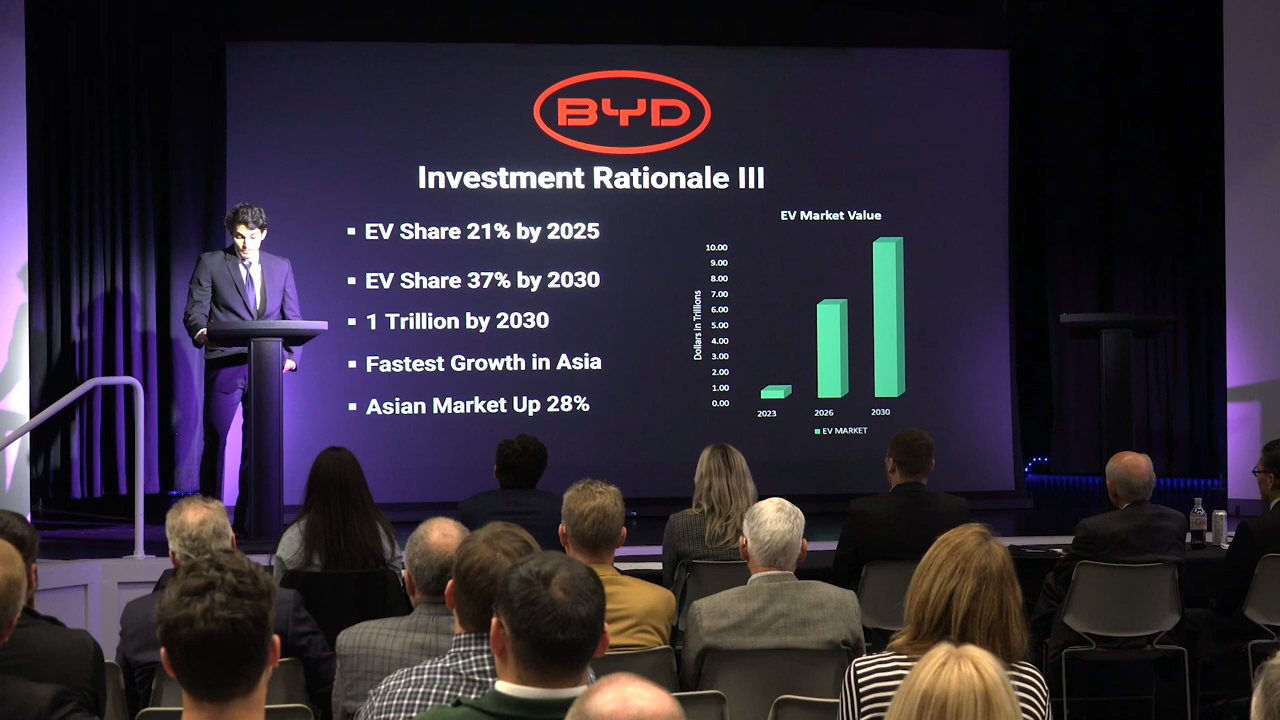 BYD
Investment Rationale III
▪ EV Share 21% by 2025
▪ EV Share 37% by 2030
▪ 1 Trillion by 2030
▪ Fastest Growth in Asia
▪ Asian Market Up 28%
EV Market Value
Dollars in Trillions
10.00
9.00
8.00
7.00
6.00
5.00
4.00
3.00
2.00
1.00
0.00
2023 2026 2030
EV MARKET